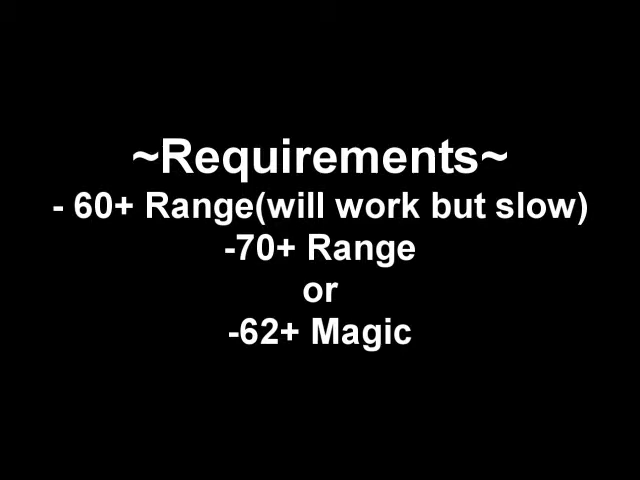 ~Requirements~
- 60+ Range(will work but slow)
-70+ Range
or
-62+ Magic